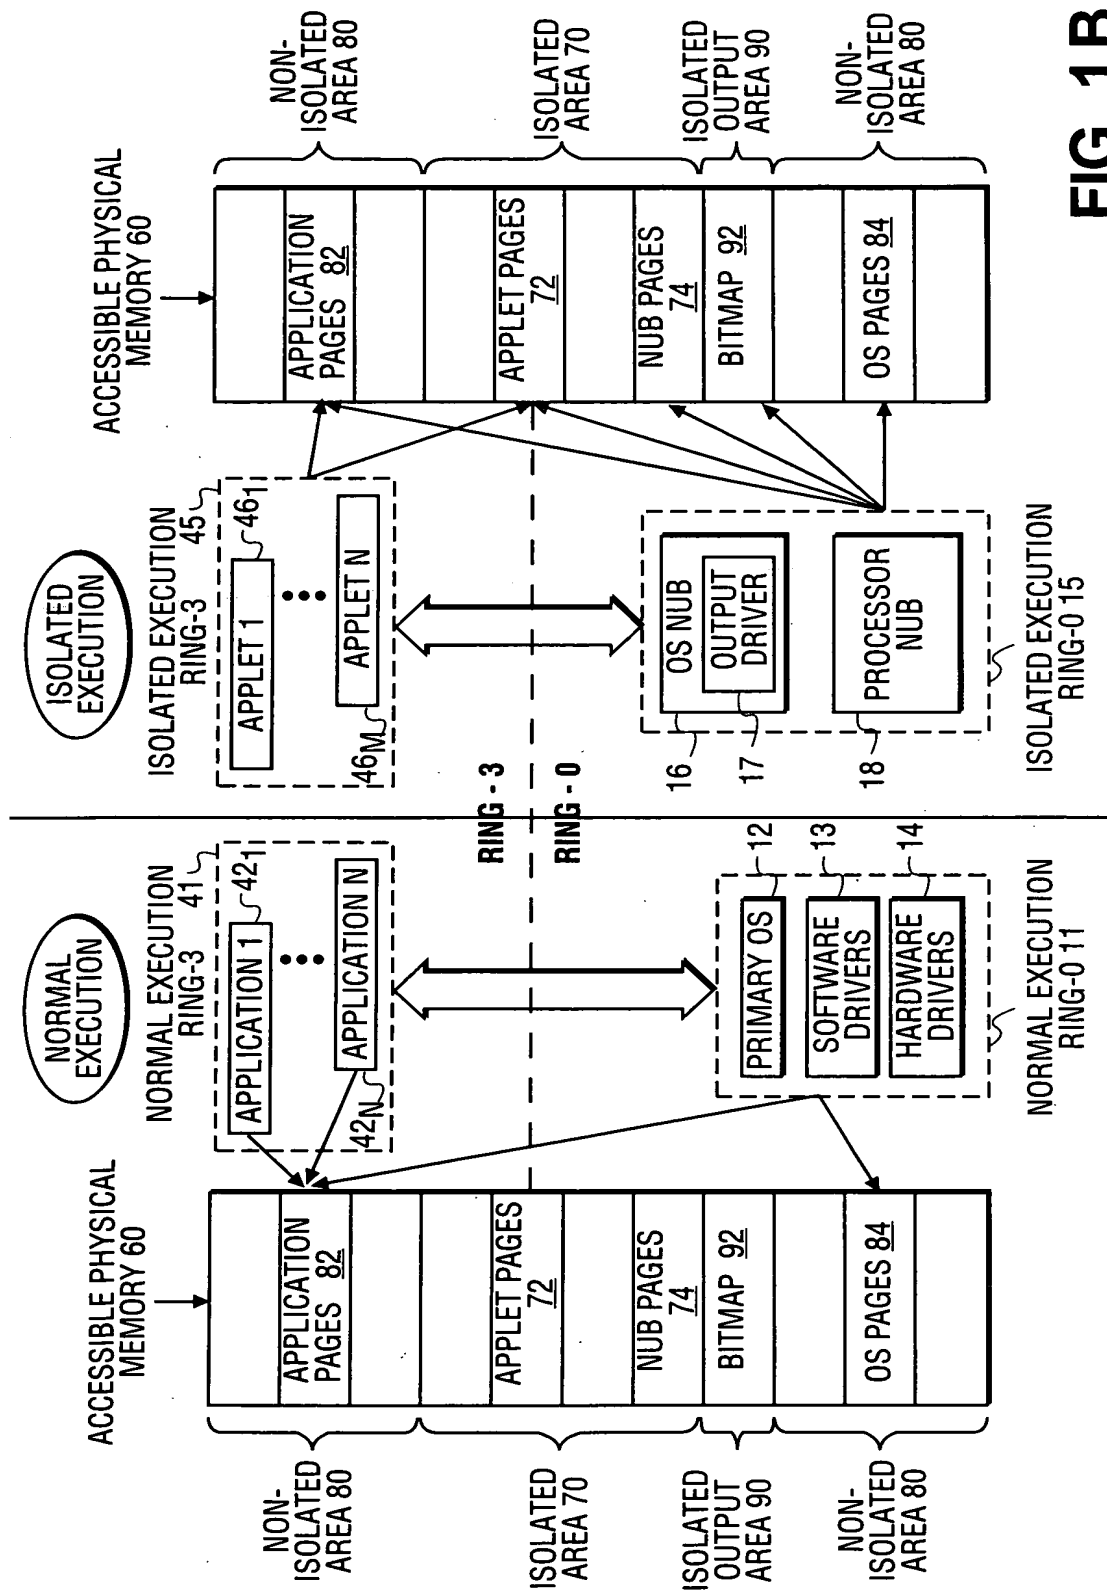 NORMAL
EXECUTION
ISOLATED
EXECUTION
ACCESSIBLE PHYSICAL
MEMORY 60
NORMAL EXECUTION
RING-3
41
ISOLATED EXECUTION
RING-3
45
ACCESSIBLE PHYSICAL
MEMORY 60
NON-
ISOLATED
AREA 80
APPLICATION
PAGES 82
APPLICATION 1
42₁
APPLICATION N
42N
APPLET 1
46₁
APPLET N
46M
APPLICATION
PAGES 82
NON-
ISOLATED
AREA 80
ISOLATED
AREA 70
APPLET PAGES
72
RING - 3
RING - 0
APPLET PAGES
72
ISOLATED
AREA 70
NUB PAGES
74
NUB PAGES
74
ISOLATED
OUTPUT
AREA 90
BITMAP 92
PRIMARY OS
12
16
OS NUB
OUTPUT
DRIVER
17
BITMAP 92
ISOLATED
OUTPUT
AREA 90
SOFTWARE
DRIVERS
13
NON-
ISOLATED
AREA 80
OS PAGES 84
HARDWARE
DRIVERS
14
18
PROCESSOR
NUB
OS PAGES 84
NON-
ISOLATED
AREA 80
NORMAL EXECUTION
RING-0 11
ISOLATED EXECUTION
RING-0 15
FIG. 1B